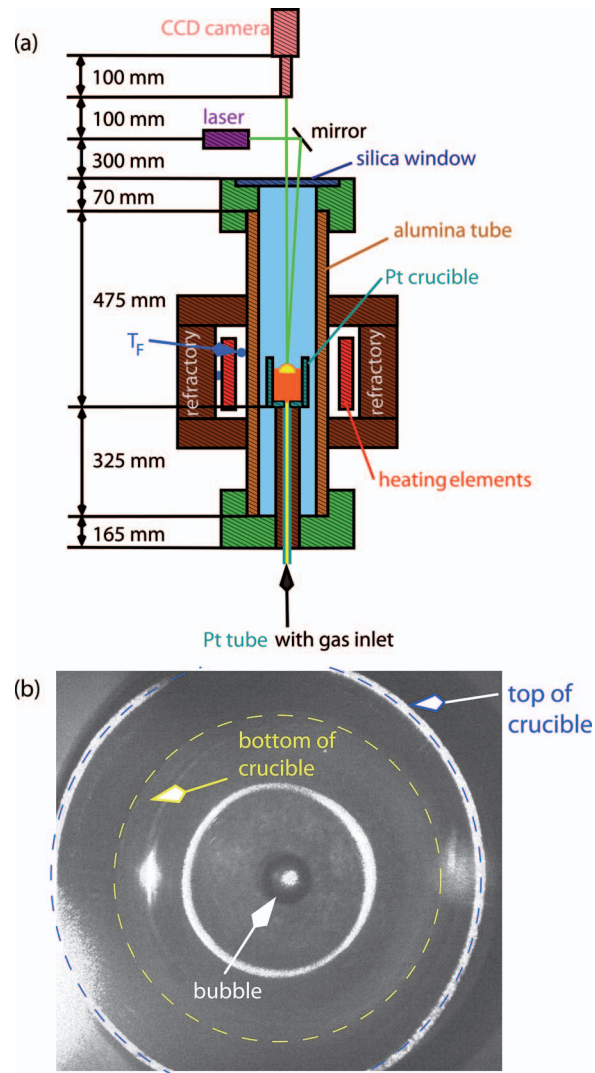 CCD camera
(a)
100 mm
100 mm
laser
mirror
300 mm
silica window
70 mm
alumina tube
Pt crucible
475 mm
T_F
refractory
refractory
325 mm
heating elements
165 mm
Pt tube with gas inlet
(b)
top of
crucible
bottom of
crucible
bubble